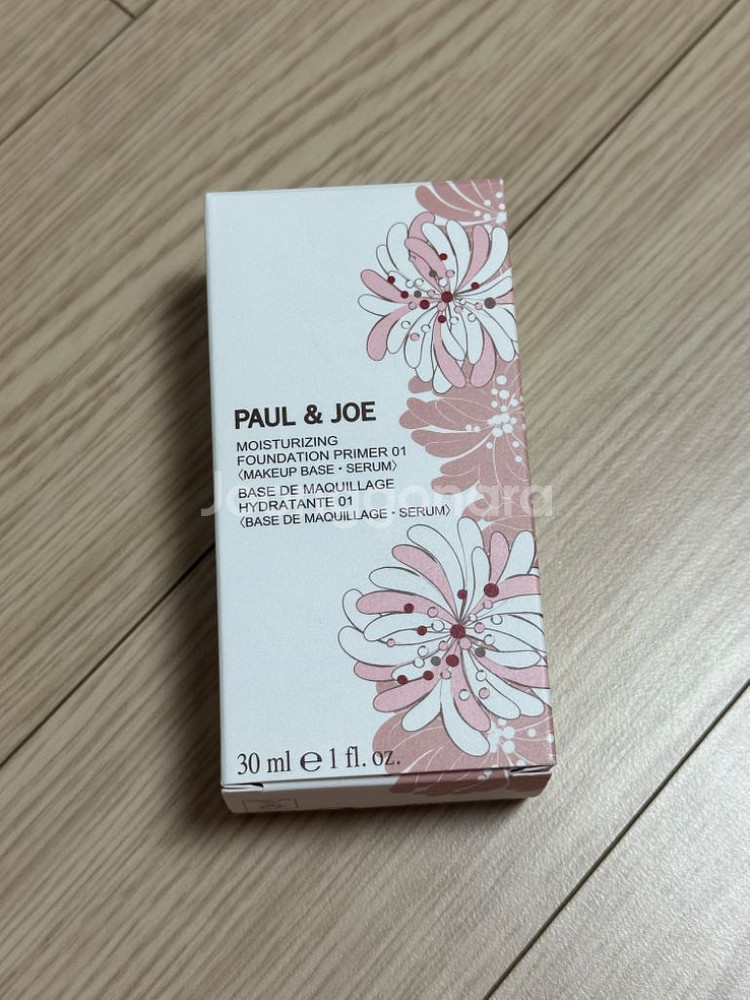 PAUL & JOE
MOISTURIZING
FOUNDATION PRIMER 01
〈MAKEUP BASE・SERUM〉
BASE DE MAQUILLAGE
HYDRATANTE 01
〈BASE DE MAQUILLAGE・SERUM〉
Joonggonara
30 ml ℮ 1 fl. oz.